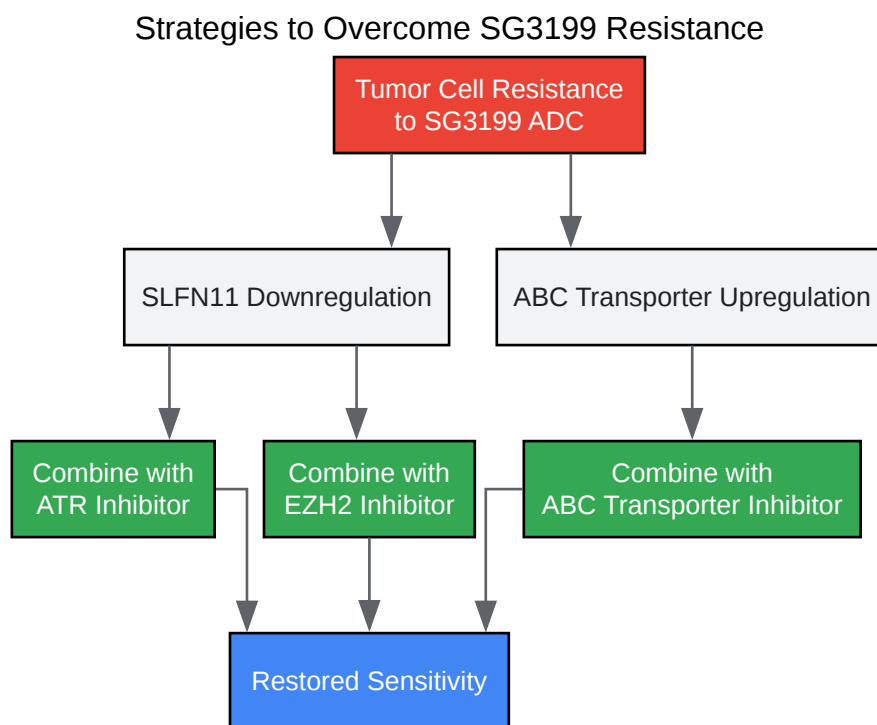 Strategies to Overcome SG3199 Resistance
Tumor Cell Resistance
to SG3199 ADC
SLFN11 Downregulation
ABC Transporter Upregulation
Combine with
ATR Inhibitor
Combine with
EZH2 Inhibitor
Combine with
ABC Transporter Inhibitor
Restored Sensitivity